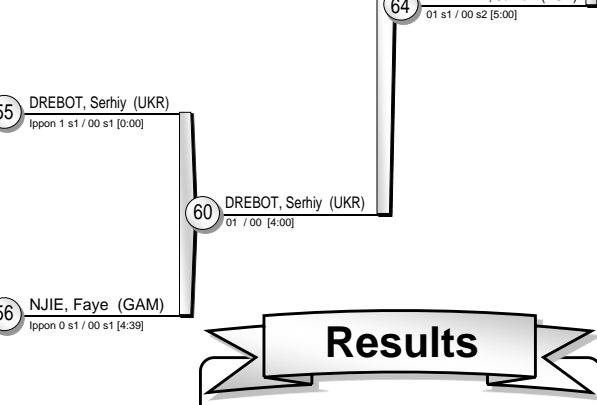 64
01 s1 / 00 s2 [5:00]
55
DREBOT, Serhiy (UKR)
Ippon 1 s1 / 00 s1 [0:00]
60
DREBOT, Serhiy (UKR)
01 / 00 [4:00]
56
NJIE, Faye (GAM)
Ippon 0 s1 / 00 s1 [4:39]
Results